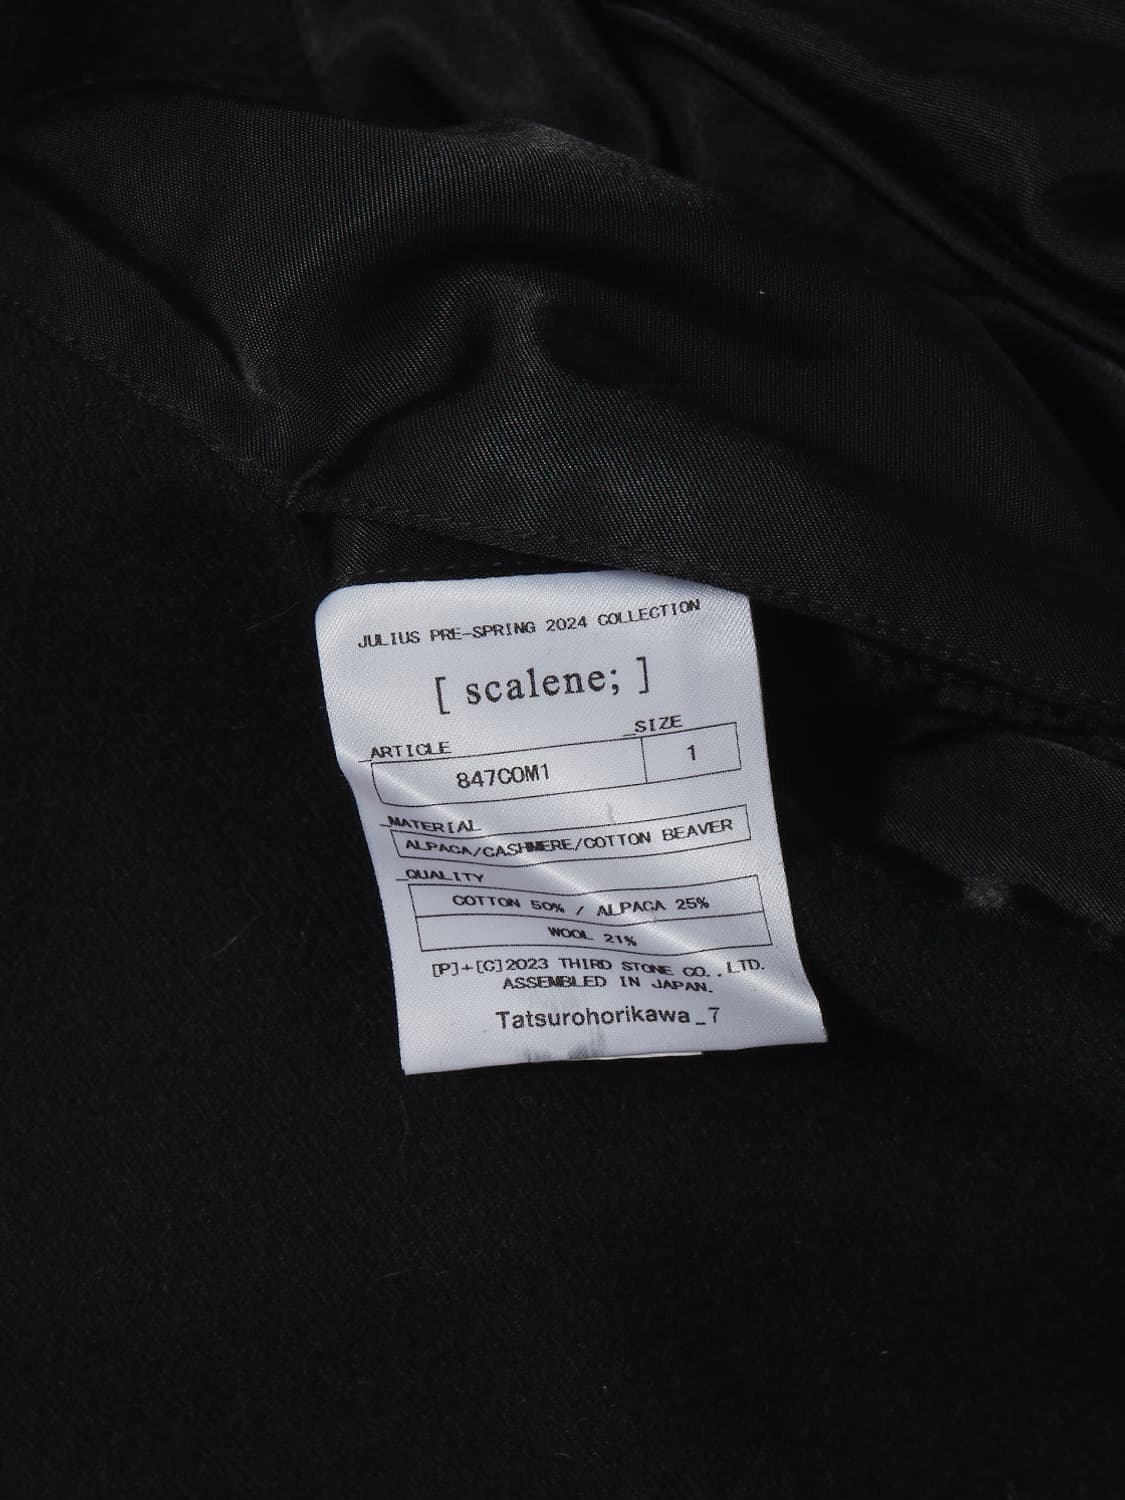 JULIUS PRE-SPRING 2024 COLLECTION
[ scalene; ]
_ARTICLE _SIZE
847COM1 1
_MATERIAL
ALPACA/CASHMERE/COTTON BEAVER
_QUALITY
COTTON 50% / ALPACA 25%
WOOL 21%
[P]+[C]2023 THIRD STONE CO.,LTD.
ASSEMBLED IN JAPAN.
Tatsurohorikawa_7